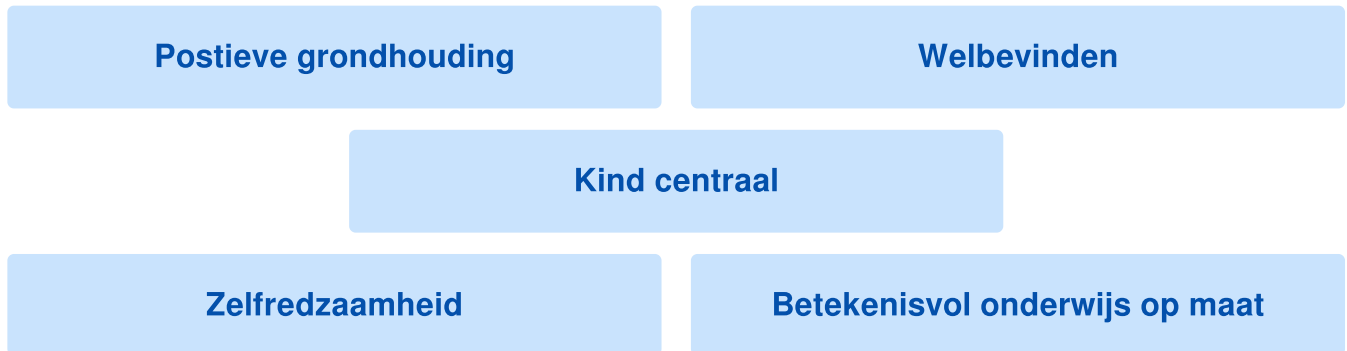 Postieve grondhouding
Welbevinden
Kind centraal
Zelfredzaamheid
Betekenisvol onderwijs op maat